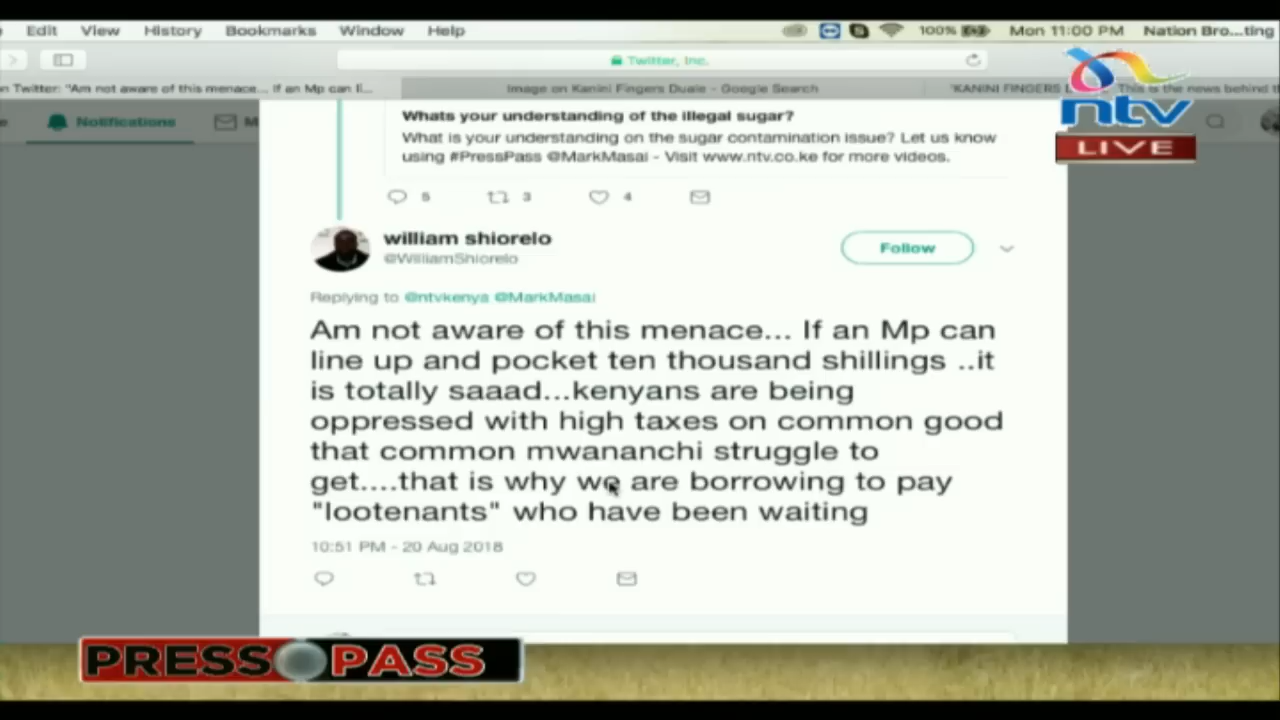 Edit View History Bookmarks Window Help 100% Mon 11:00 PM Nation Bro...ting
Twitter, Inc.
n Twitter: "Am not aware of this menace... If an Mp can li... Image on Kanini Fingers Duale - Google Search "KANINI FINGERS This is the news behind t
Notifications M
ntv
LIVE
Whats your understanding of the illegal sugar?
What is your understanding on the sugar contamination issue? Let us know
using #PressPass @MarkMasai - Visit www.ntv.co.ke for more videos.
5 3 4
william shiorelo
@WilliamShiorelo
Follow
Replying to @ntvkenya @MarkMasai
Am not aware of this menace... If an Mp can
line up and pocket ten thousand shillings ..it
is totally saaad...kenyans are being
oppressed with high taxes on common good
that common mwananchi struggle to
get....that is why we are borrowing to pay
"lootenants" who have been waiting
10:51 PM - 20 Aug 2018
PRESS PASS